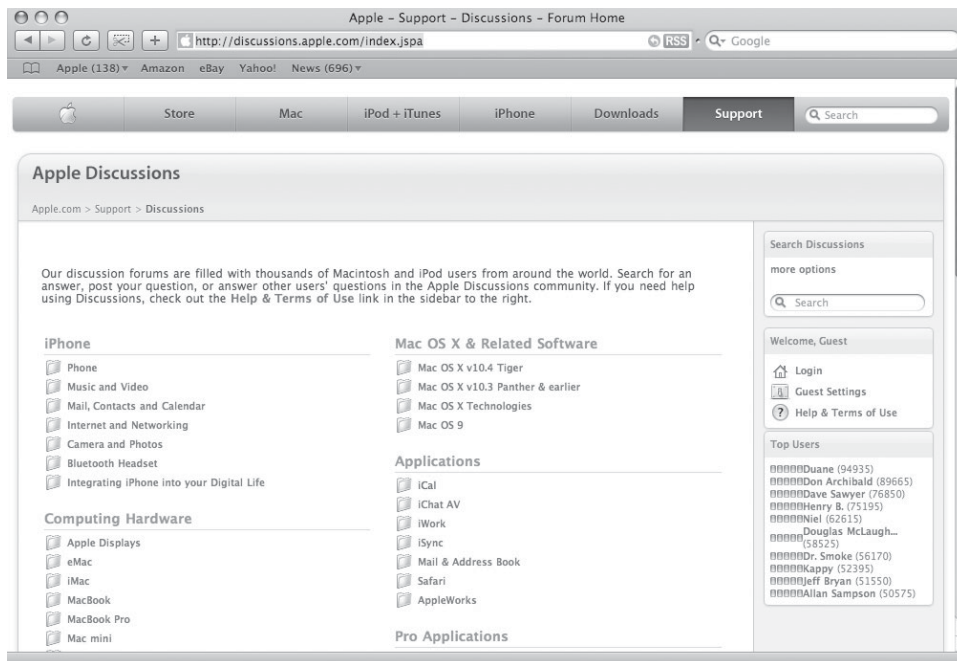 Apple – Support – Discussions – Forum Home
http://discussions.apple.com/index.jspa
RSS
Google
Apple (138)
Amazon
eBay
Yahoo!
News (696)
Store
Mac
iPod + iTunes
iPhone
Downloads
Support
Search
Apple Discussions
Apple.com > Support > Discussions
Our discussion forums are filled with thousands of Macintosh and iPod users from around the world. Search for an
answer, post your question, or answer other users' questions in the Apple Discussions community. If you need help
using Discussions, check out the Help & Terms of Use link in the sidebar to the right.
iPhone
Phone
Music and Video
Mail, Contacts and Calendar
Internet and Networking
Camera and Photos
Bluetooth Headset
Integrating iPhone into your Digital Life
Computing Hardware
Apple Displays
eMac
iMac
MacBook
MacBook Pro
Mac mini
Mac OS X & Related Software
Mac OS X v10.4 Tiger
Mac OS X v10.3 Panther & earlier
Mac OS X Technologies
Mac OS 9
Applications
iCal
iChat AV
iWork
iSync
Mail & Address Book
Safari
AppleWorks
Pro Applications
Search Discussions
more options
Search
Welcome, Guest
Login
Guest Settings
Help & Terms of Use
Top Users
Duane (94935)
Don Archibald (89665)
Dave Sawyer (76850)
Henry B. (75195)
Niel (62615)
Douglas McLaugh...
(58525)
Dr. Smoke (56170)
Kappy (52395)
Jeff Bryan (51550)
Allan Sampson (50575)